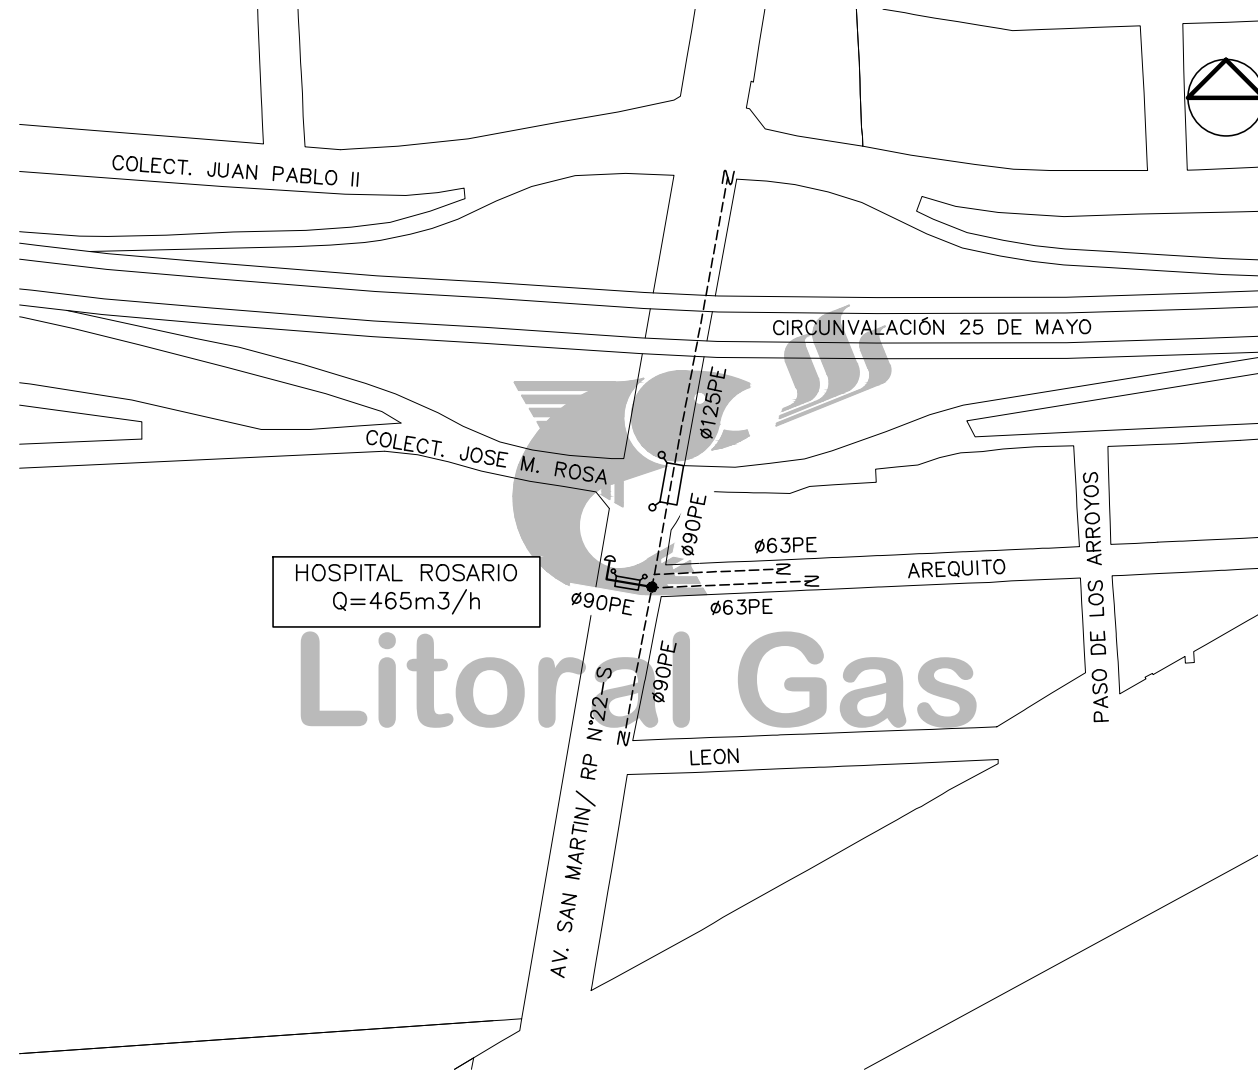 COLECT. JUAN PABLO II
CIRCUNVALACIÓN 25 DE MAYO
ø125PE
COLECT. JOSE M. ROSA
ø90PE
ø63PE
AREQUITO
PASO DE LOS ARROYOS
HOSPITAL ROSARIO
Q=465m3/h
ø90PE
ø63PE
ø90PE
Litoral Gas
AV. SAN MARTIN/ RP N°22-S
LEON